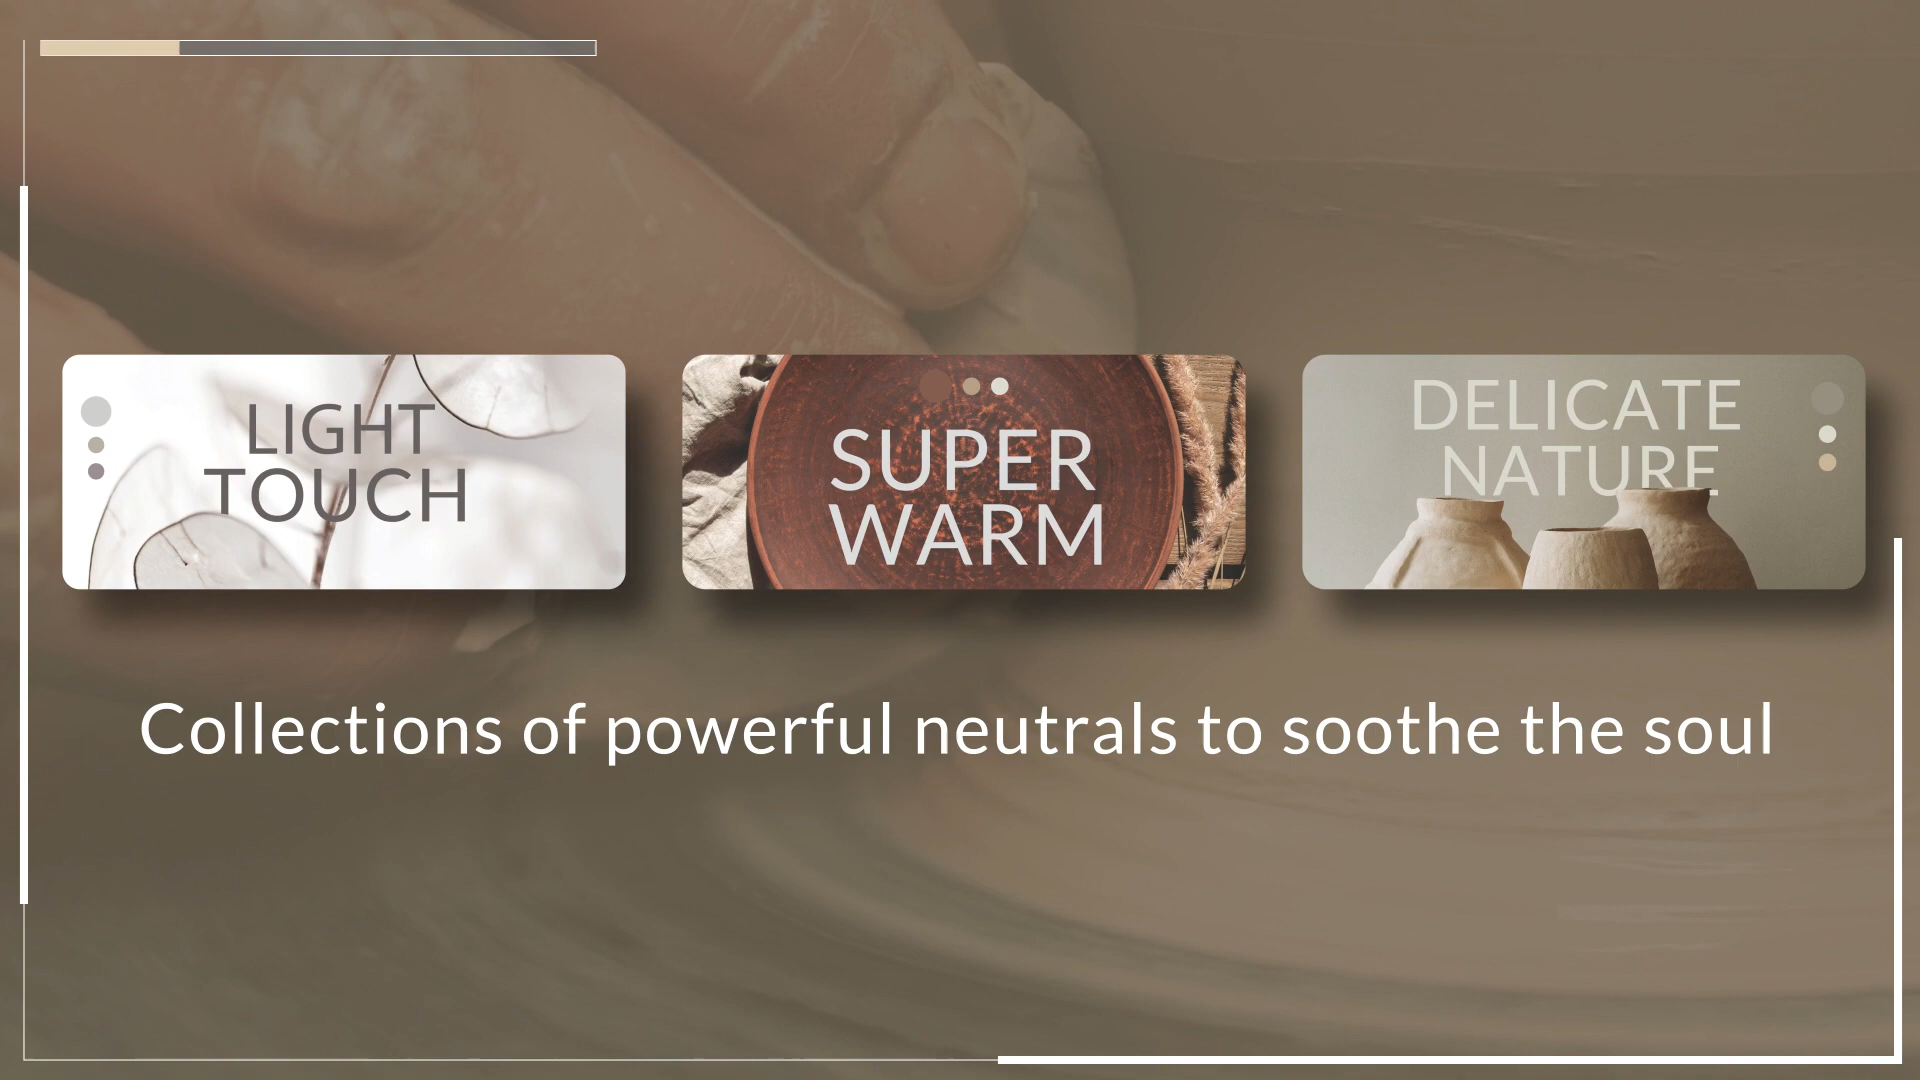 LIGHT
TOUCH
SUPER
WARM
DELICATE
NATURE
Collections of powerful neutrals to soothe the soul